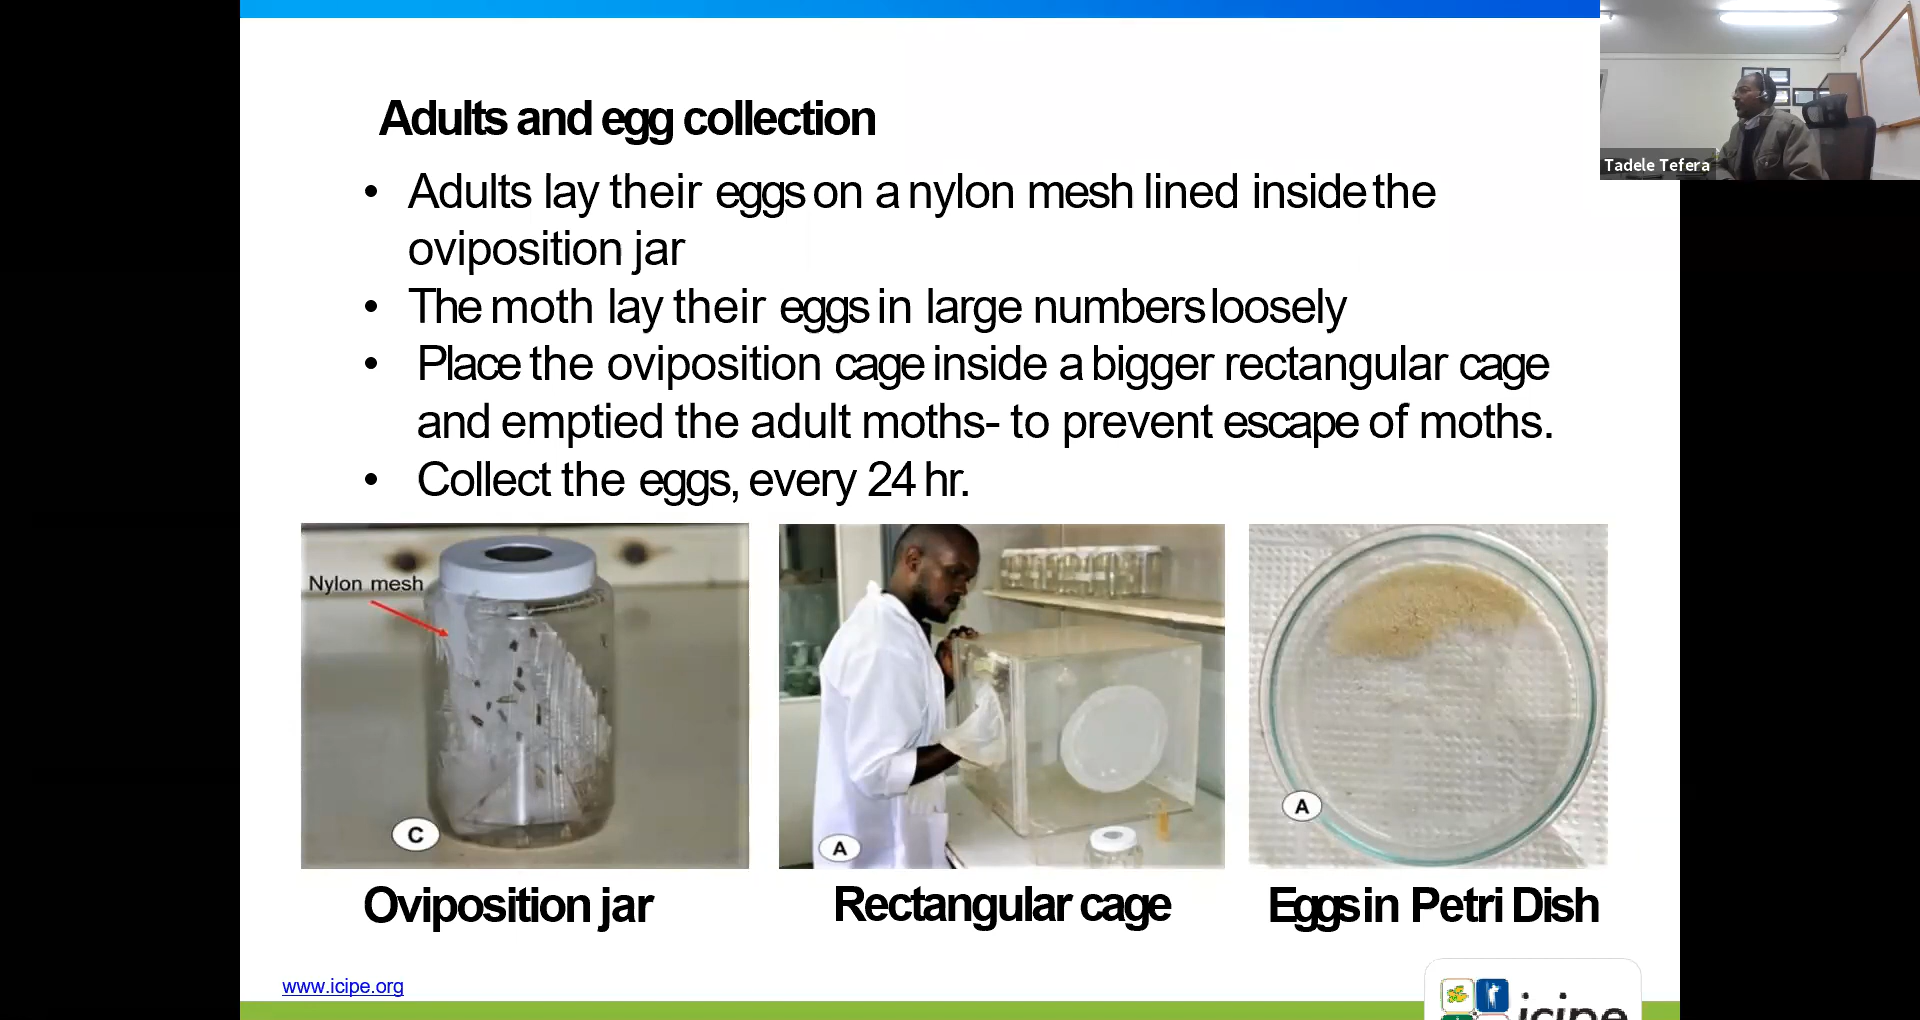 Adults and egg collection
Tadele Tefera
• Adults lay their eggs on a nylon mesh lined inside the
oviposition jar
• The moth lay their eggs in large numbers loosely
• Place the oviposition cage inside a bigger rectangular cage
and emptied the adult moths- to prevent escape of moths.
• Collect the eggs, every 24 hr.
Nylon mesh
C
A
A
Oviposition jar
Rectangular cage
Eggs in Petri Dish
www.icipe.org
icipe